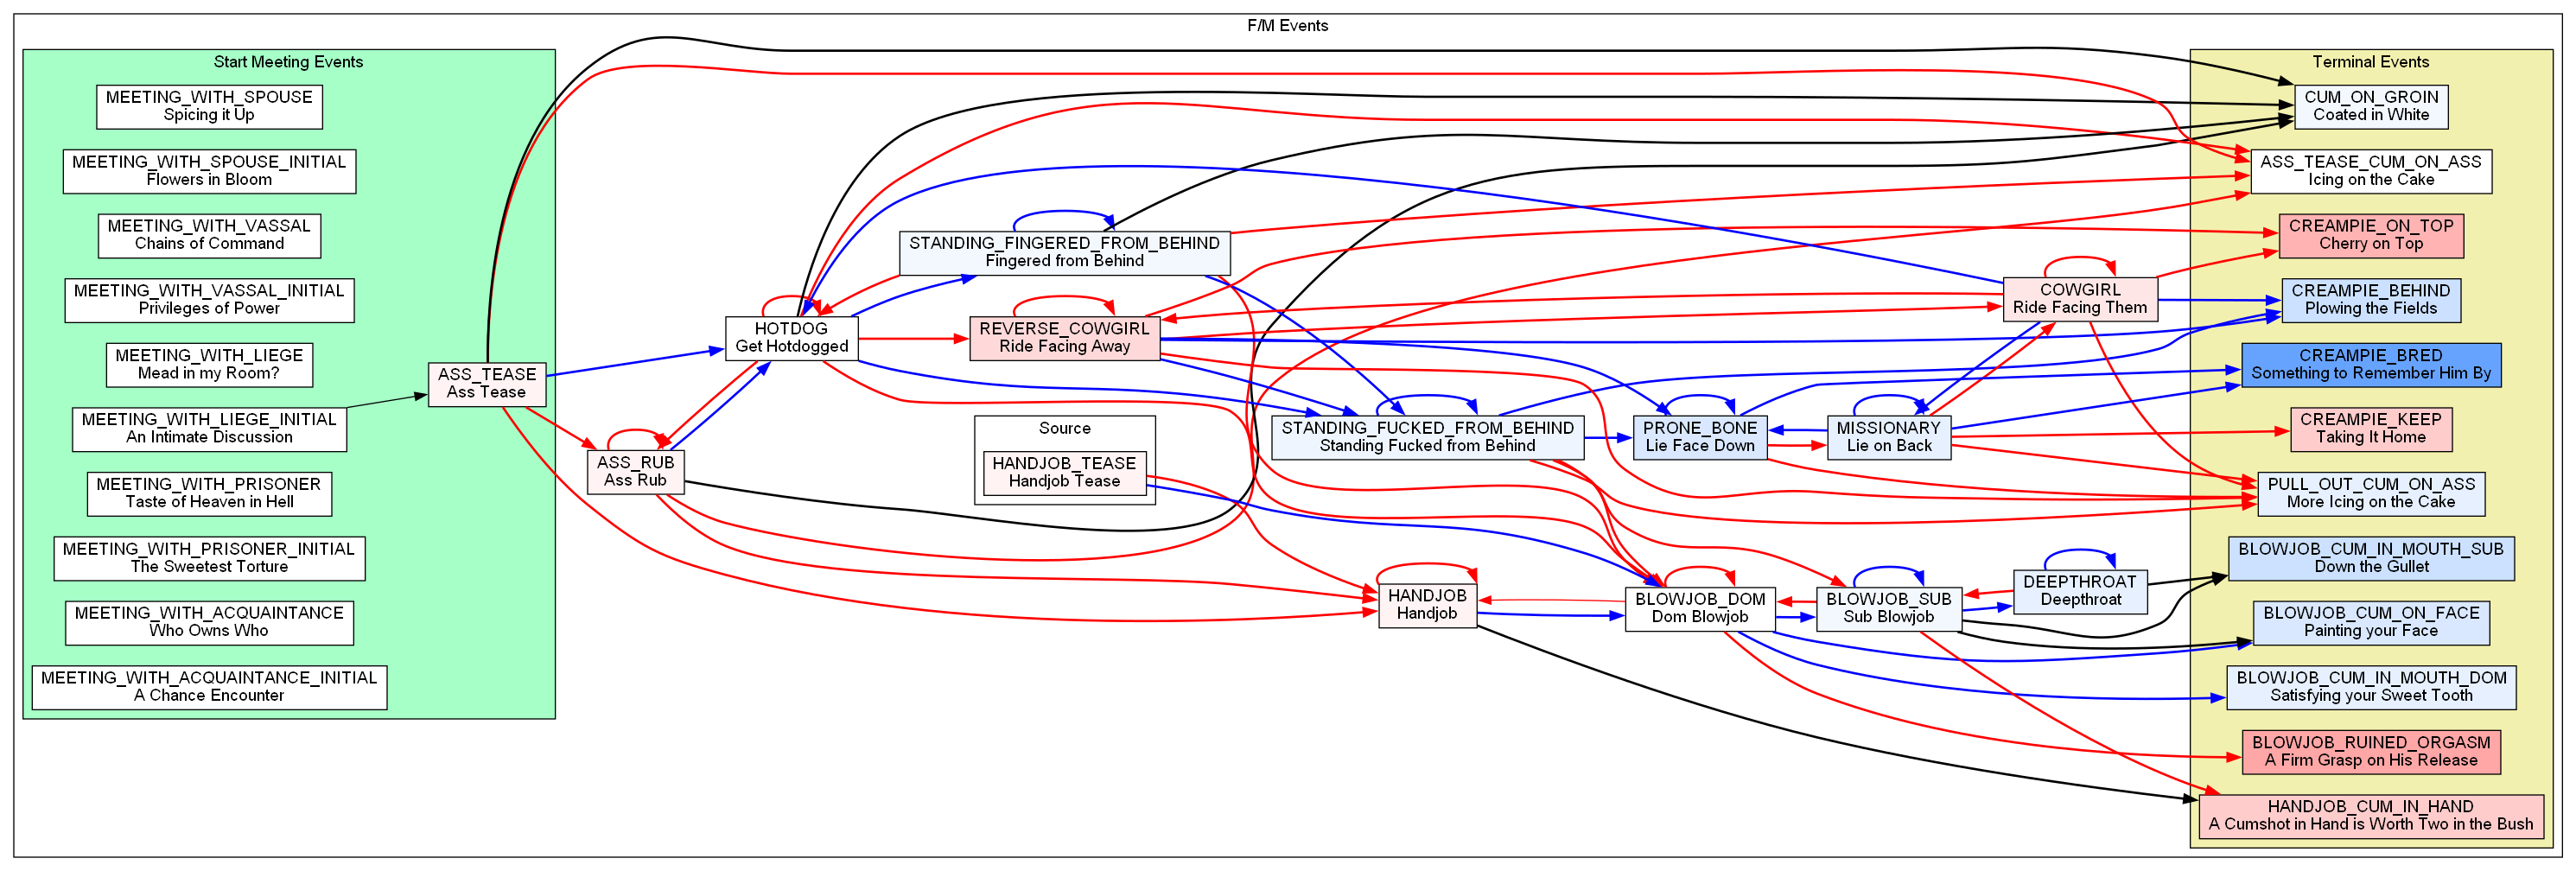 F/M Events
Start Meeting Events
MEETING_WITH_SPOUSE
Spicing it Up
MEETING_WITH_SPOUSE_INITIAL
Flowers in Bloom
MEETING_WITH_VASSAL
Chains of Command
MEETING_WITH_VASSAL_INITIAL
Privileges of Power
MEETING_WITH_LIEGE
Mead in my Room?
MEETING_WITH_LIEGE_INITIAL
An Intimate Discussion
MEETING_WITH_PRISONER
Taste of Heaven in Hell
MEETING_WITH_PRISONER_INITIAL
The Sweetest Torture
MEETING_WITH_ACQUAINTANCE
Who Owns Who
MEETING_WITH_ACQUAINTANCE_INITIAL
A Chance Encounter
ASS_TEASE
Ass Tease
ASS_RUB
Ass Rub
HOTDOG
Get Hotdogged
STANDING_FINGERED_FROM_BEHIND
Fingered from Behind
REVERSE_COWGIRL
Ride Facing Away
Source
HANDJOB_TEASE
Handjob Tease
STANDING_FUCKED_FROM_BEHIND
Standing Fucked from Behind
HANDJOB
Handjob
PRONE_BONE
Lie Face Down
BLOWJOB_DOM
Dom Blowjob
MISSIONARY
Lie on Back
BLOWJOB_SUB
Sub Blowjob
COWGIRL
Ride Facing Them
DEEPTHROAT
Deepthroat
Terminal Events
CUM_ON_GROIN
Coated in White
ASS_TEASE_CUM_ON_ASS
Icing on the Cake
CREAMPIE_ON_TOP
Cherry on Top
CREAMPIE_BEHIND
Plowing the Fields
CREAMPIE_BRED
Something to Remember Him By
CREAMPIE_KEEP
Taking It Home
PULL_OUT_CUM_ON_ASS
More Icing on the Cake
BLOWJOB_CUM_IN_MOUTH_SUB
Down the Gullet
BLOWJOB_CUM_ON_FACE
Painting your Face
BLOWJOB_CUM_IN_MOUTH_DOM
Satisfying your Sweet Tooth
BLOWJOB_RUINED_ORGASM
A Firm Grasp on His Release
HANDJOB_CUM_IN_HAND
A Cumshot in Hand is Worth Two in the Bush